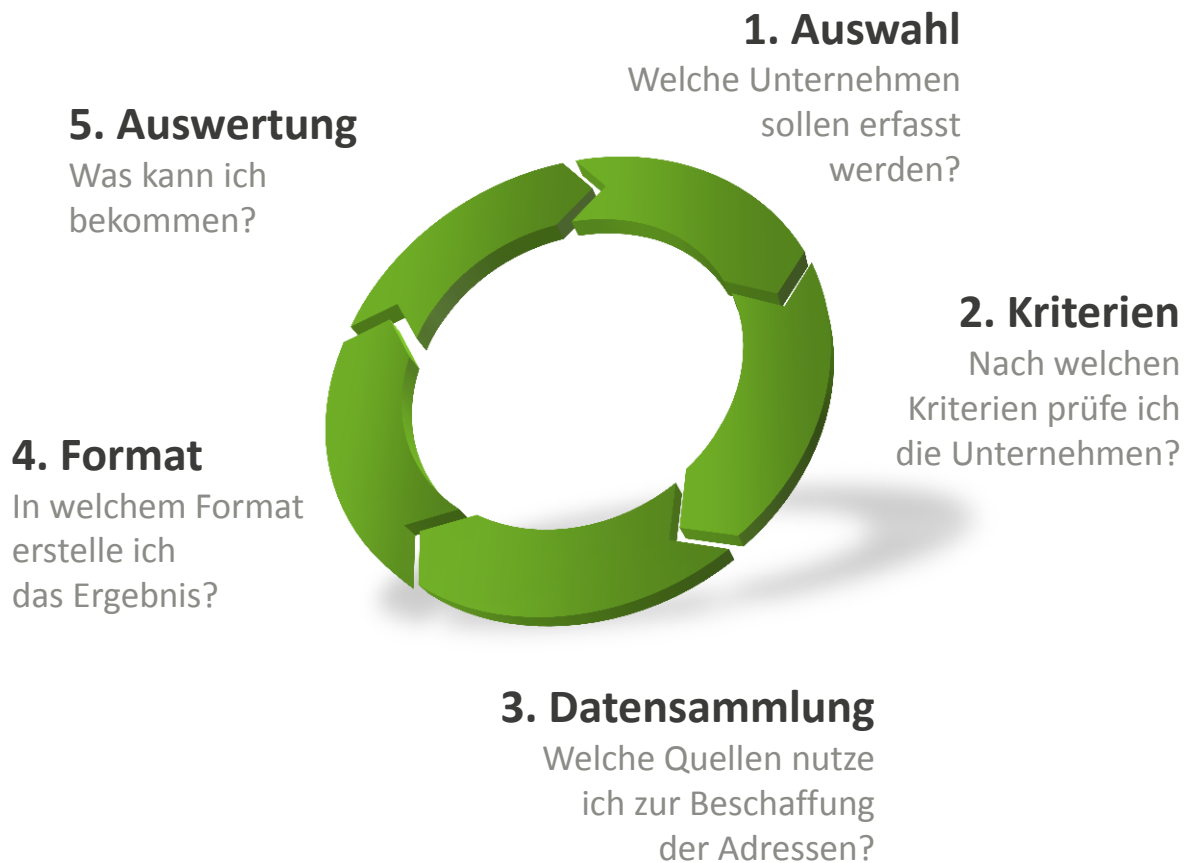 1. Auswahl
Welche Unternehmen
sollen erfasst
werden?
2. Kriterien
Nach welchen
Kriterien prüfe ich
die Unternehmen?
3. Datensammlung
Welche Quellen nutze
ich zur Beschaffung
der Adressen?
4. Format
In welchem Format
erstelle ich
das Ergebnis?
5. Auswertung
Was kann ich
bekommen?